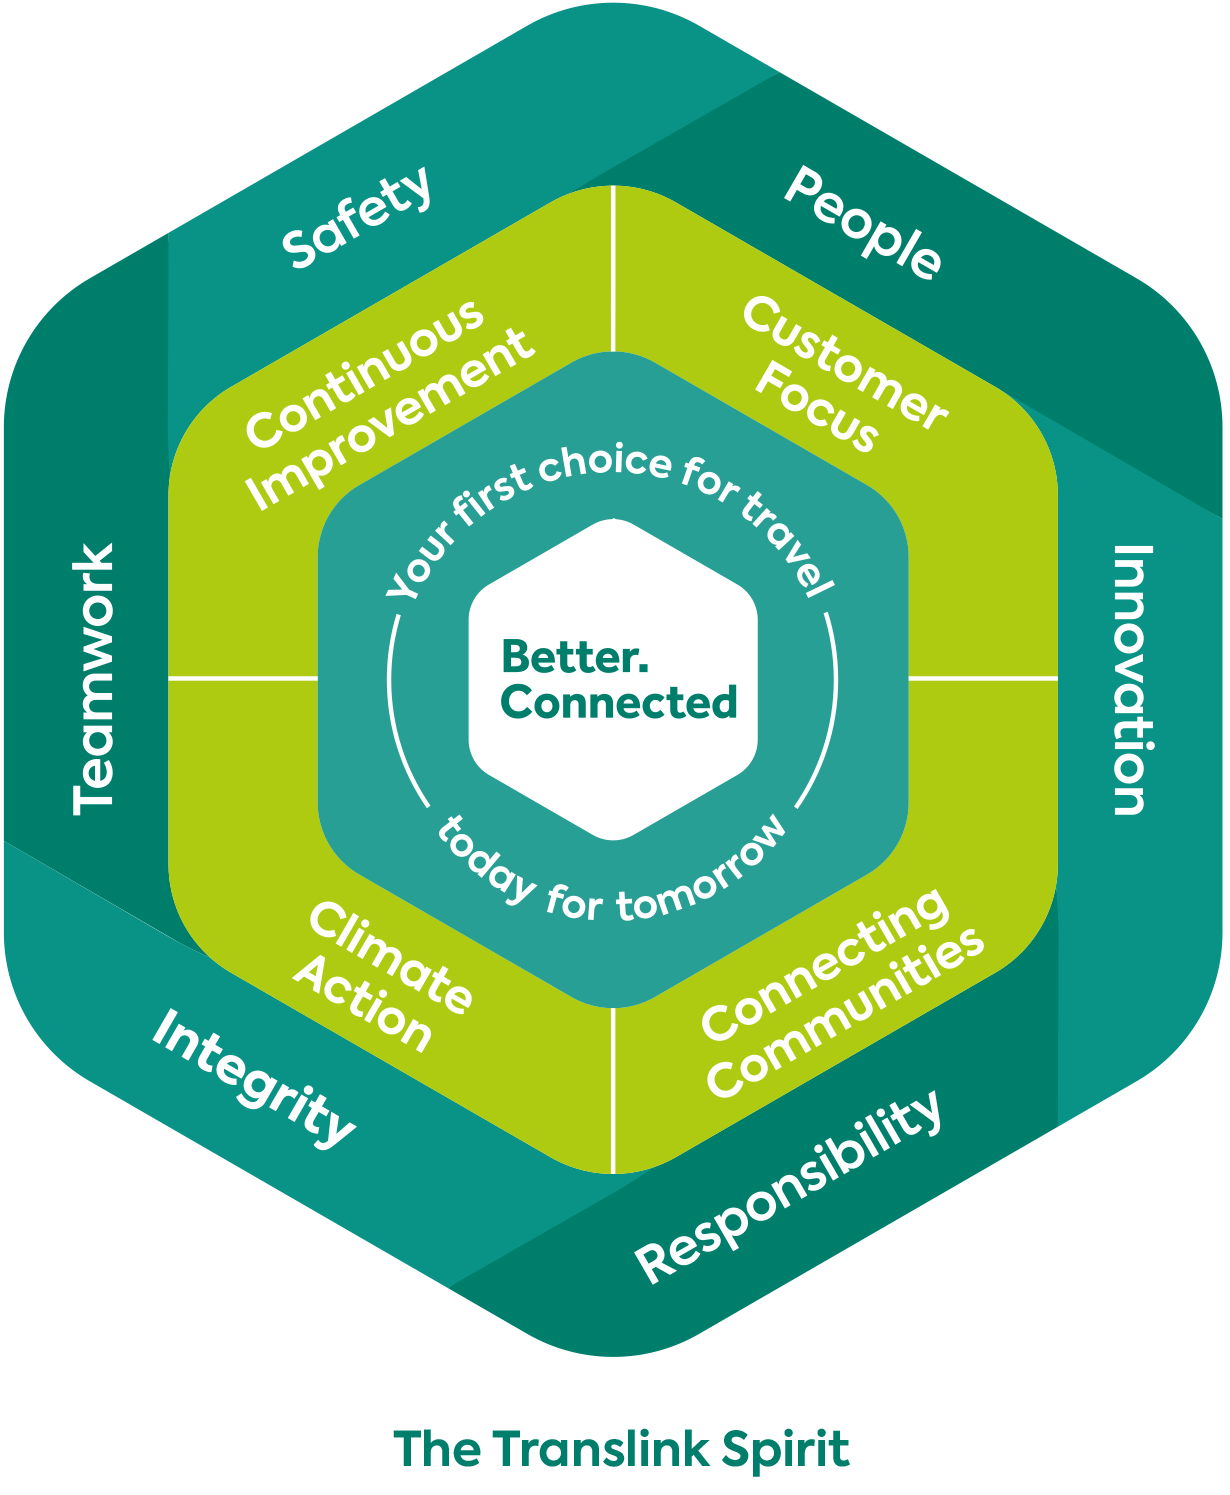 Safety
People
Innovation
Responsibility
Integrity
Teamwork
Continuous
Improvement
Customer
Focus
Connecting
Communities
Climate
Action
Your first choice for travel
today for tomorrow
Better.
Connected
The Translink Spirit